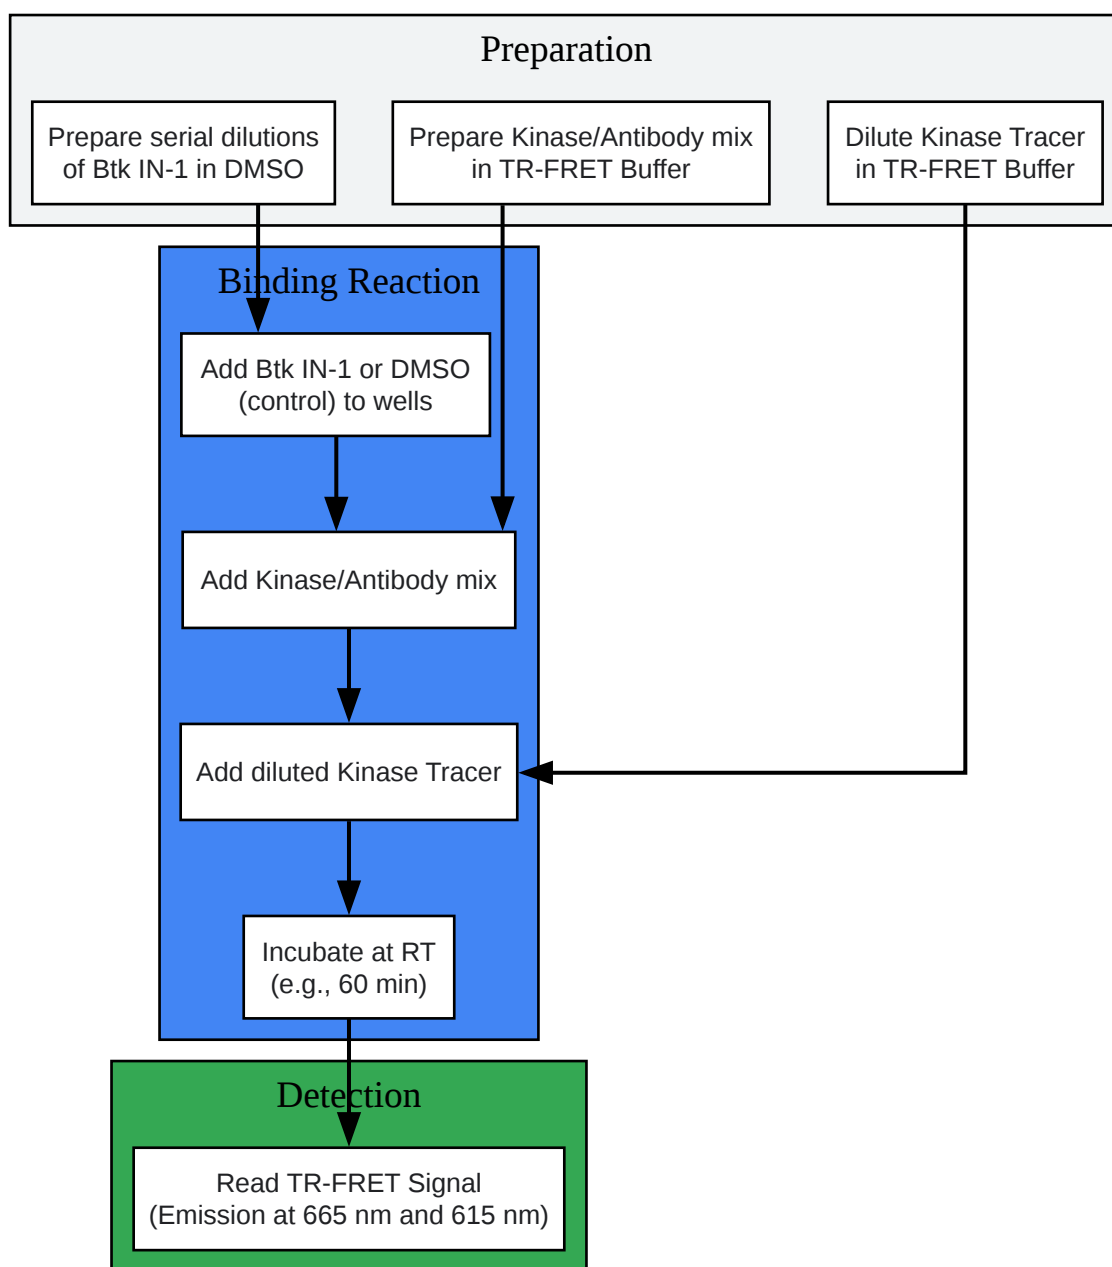 Preparation
Prepare serial dilutions
of Btk IN-1 in DMSO
Prepare Kinase/Antibody mix
in TR-FRET Buffer
Dilute Kinase Tracer
in TR-FRET Buffer
Binding Reaction
Add Btk IN-1 or DMSO
(control) to wells
Add Kinase/Antibody mix
Add diluted Kinase Tracer
Incubate at RT
(e.g., 60 min)
Detection
Read TR-FRET Signal
(Emission at 665 nm and 615 nm)